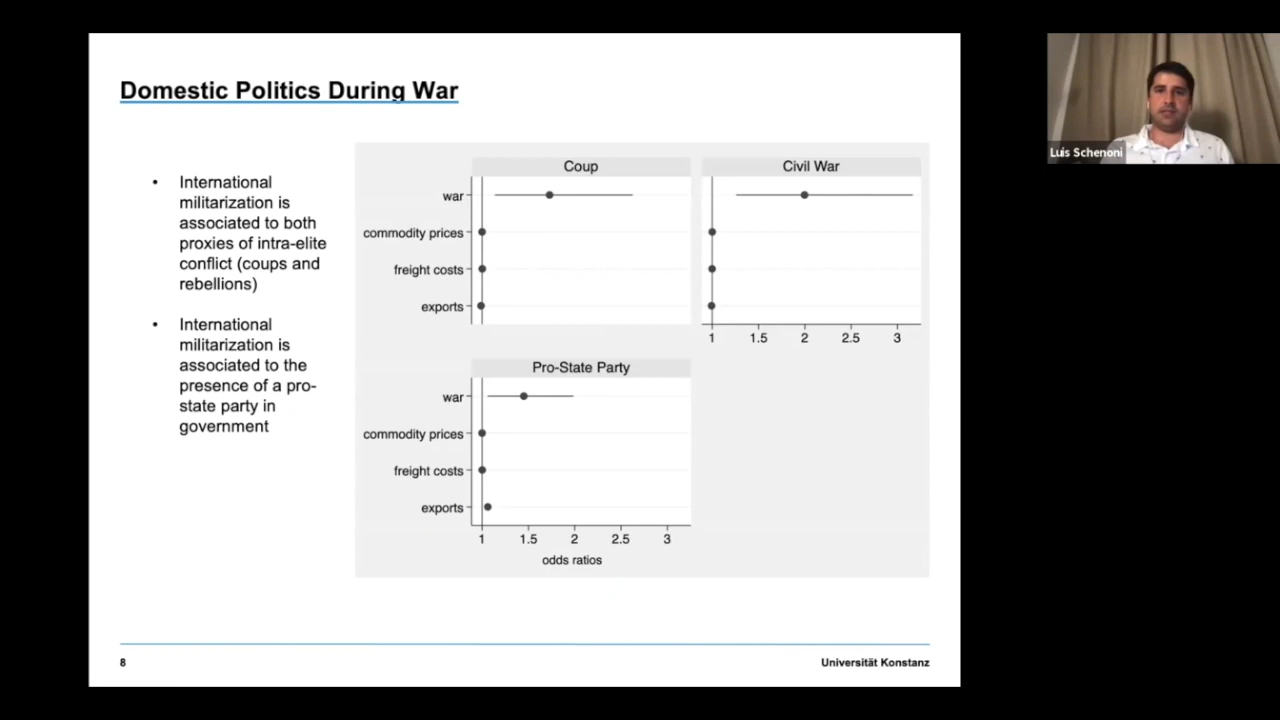 Domestic Politics During War
• International
militarization is
associated to both
proxies of intra-elite
conflict (coups and
rebellions)
• International
militarization is
associated to the
presence of a pro-
state party in
government
Coup
war
commodity prices
freight costs
exports
Civil War
1 1.5 2 2.5 3
Pro-State Party
war
commodity prices
freight costs
exports
1 1.5 2 2.5 3
odds ratios
8
Universität Konstanz
Luis Schenoni